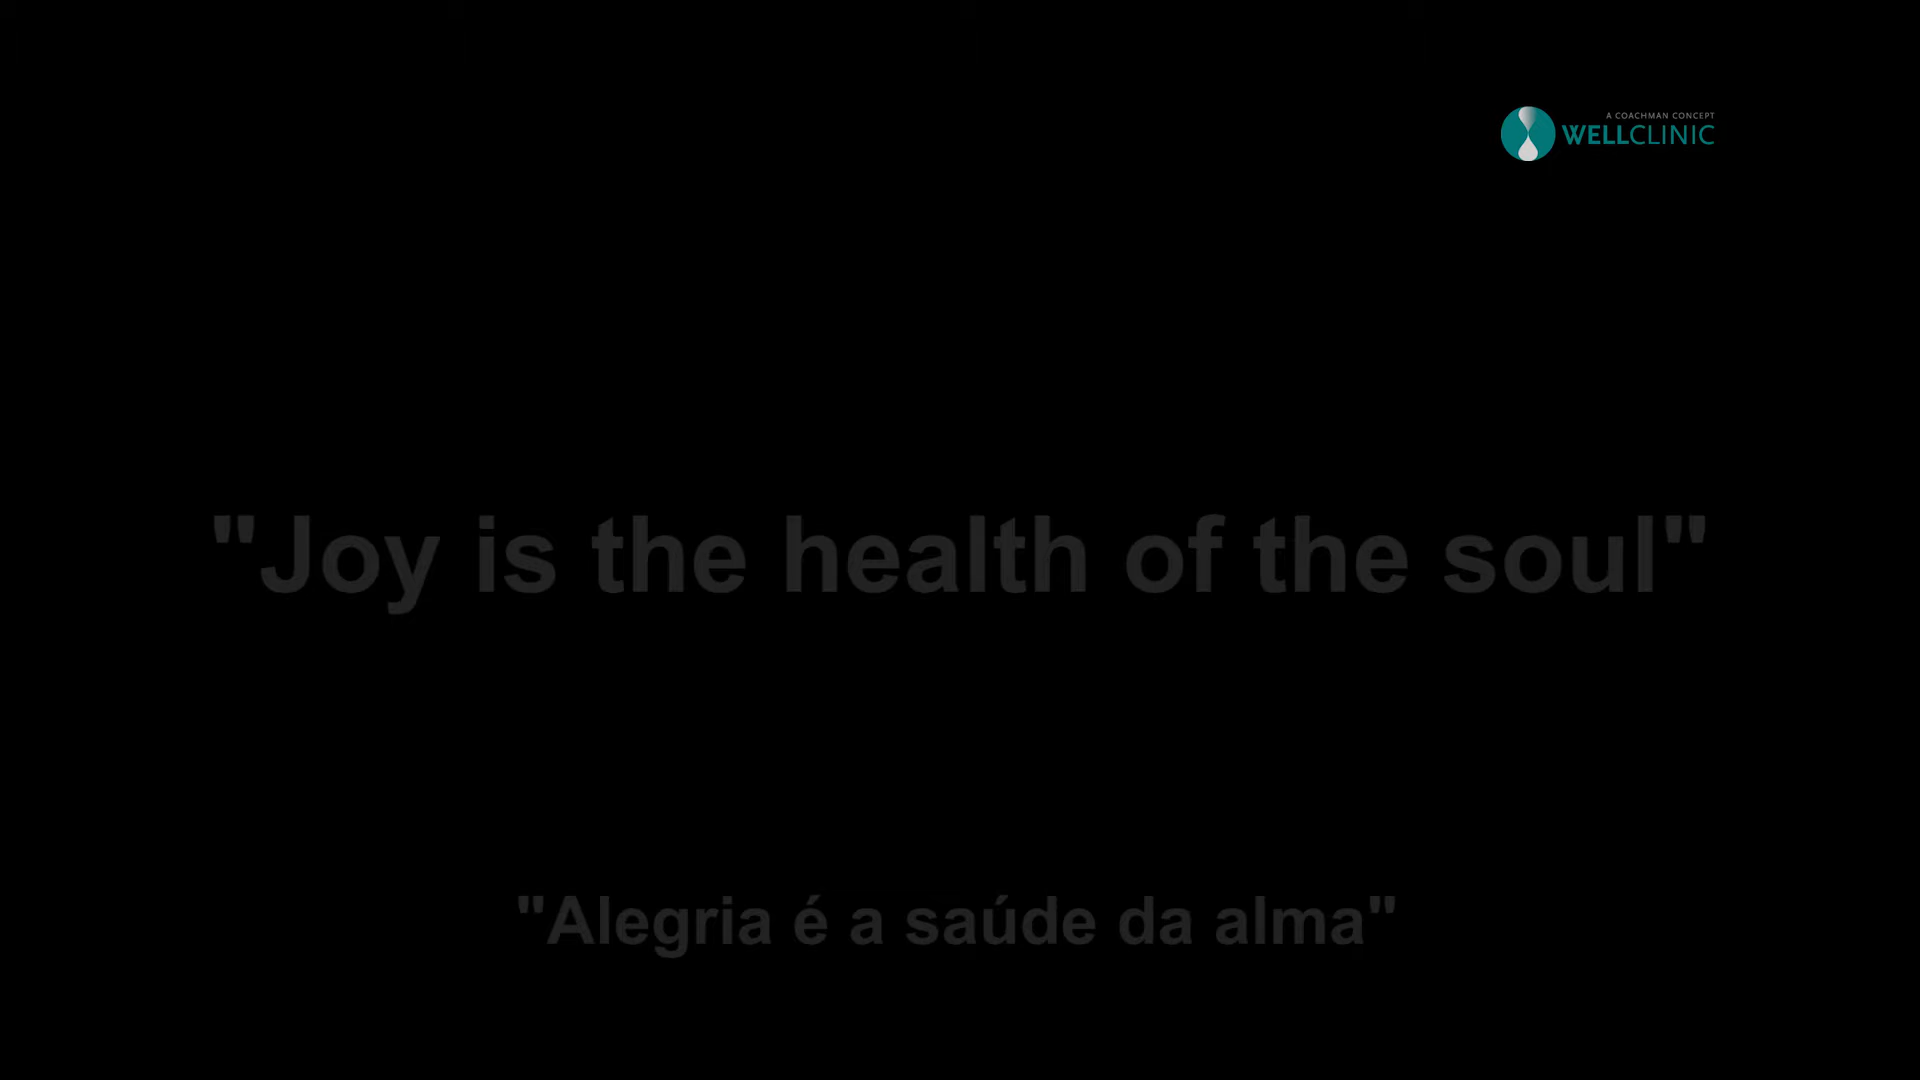 A COACHMAN CONCEPT
WELLCLINIC
"Joy is the health of the soul"
"Alegria é a saúde da alma"